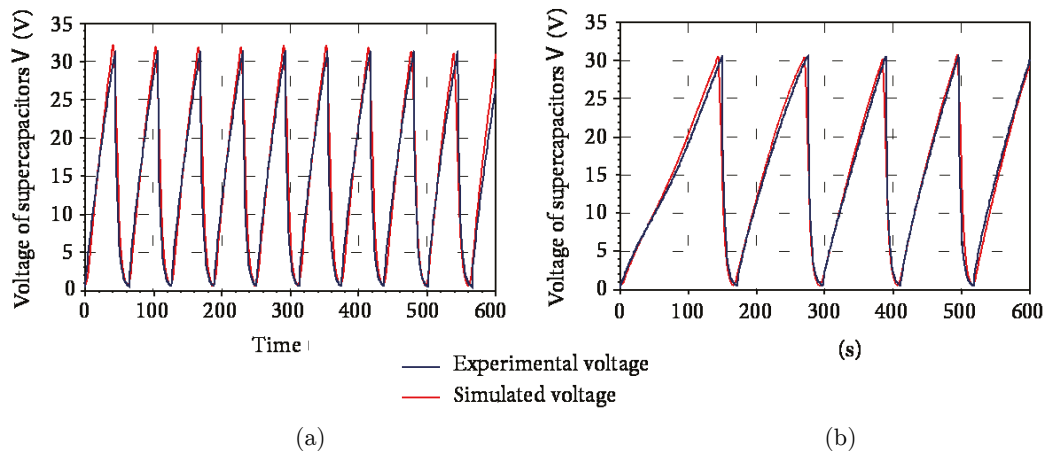 Voltage of supercapacitors V (V)
35
30
25
20
15
10
5
0
0 100 200 300 400 500 600
Time
(a)
Voltage of supercapacitors V (V)
35
30
25
20
15
10
5
0
0 100 200 300 400 500 600
(s)
(b)
Experimental voltage
Simulated voltage